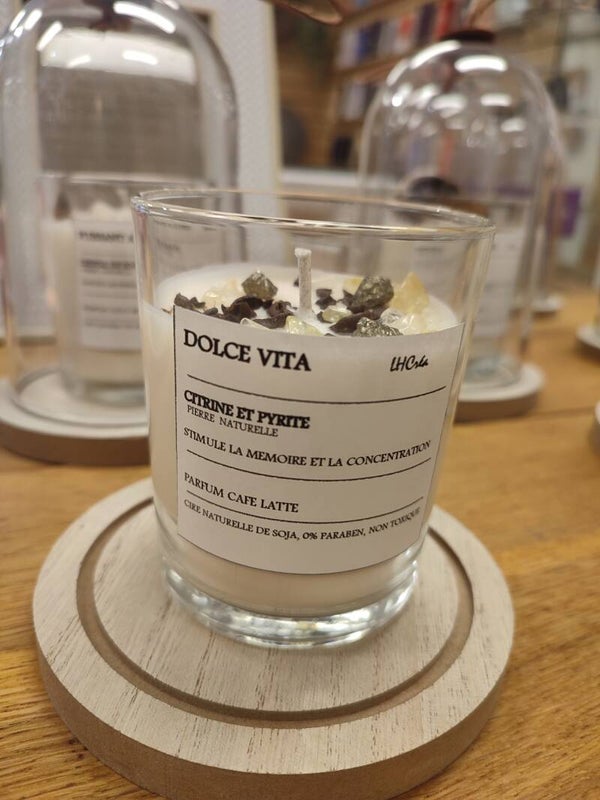 DOLCE VITA LHCréa
CITRINE ET PYRITE
PIERRE NATURELLE
STIMULE LA MEMOIRE ET LA CONCENTRATION
PARFUM CAFE LATTE
CIRE NATURELLE DE SOJA, 0% PARABEN, NON TOXIQUE